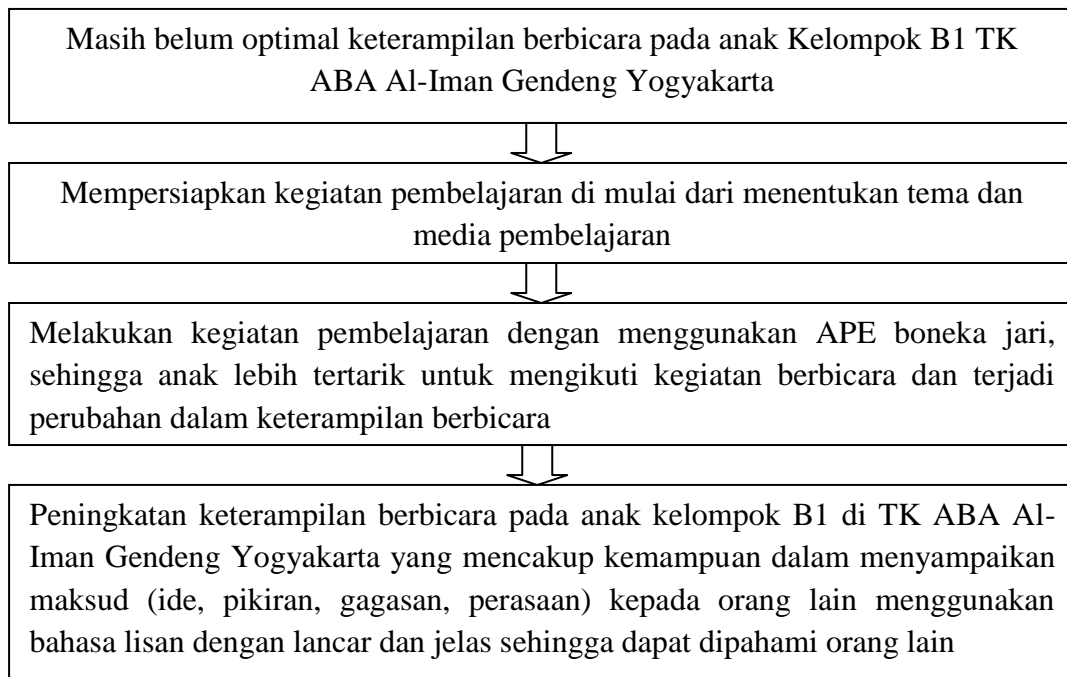 Masih belum optimal keterampilan berbicara pada anak Kelompok B1 TK
ABA Al-Iman Gendeng Yogyakarta
Mempersiapkan kegiatan pembelajaran di mulai dari menentukan tema dan
media pembelajaran
Melakukan kegiatan pembelajaran dengan menggunakan APE boneka jari,
sehingga anak lebih tertarik untuk mengikuti kegiatan berbicara dan terjadi
perubahan dalam keterampilan berbicara
Peningkatan keterampilan berbicara pada anak kelompok B1 di TK ABA Al-
Iman Gendeng Yogyakarta yang mencakup kemampuan dalam menyampaikan
maksud (ide, pikiran, gagasan, perasaan) kepada orang lain menggunakan
bahasa lisan dengan lancar dan jelas sehingga dapat dipahami orang lain